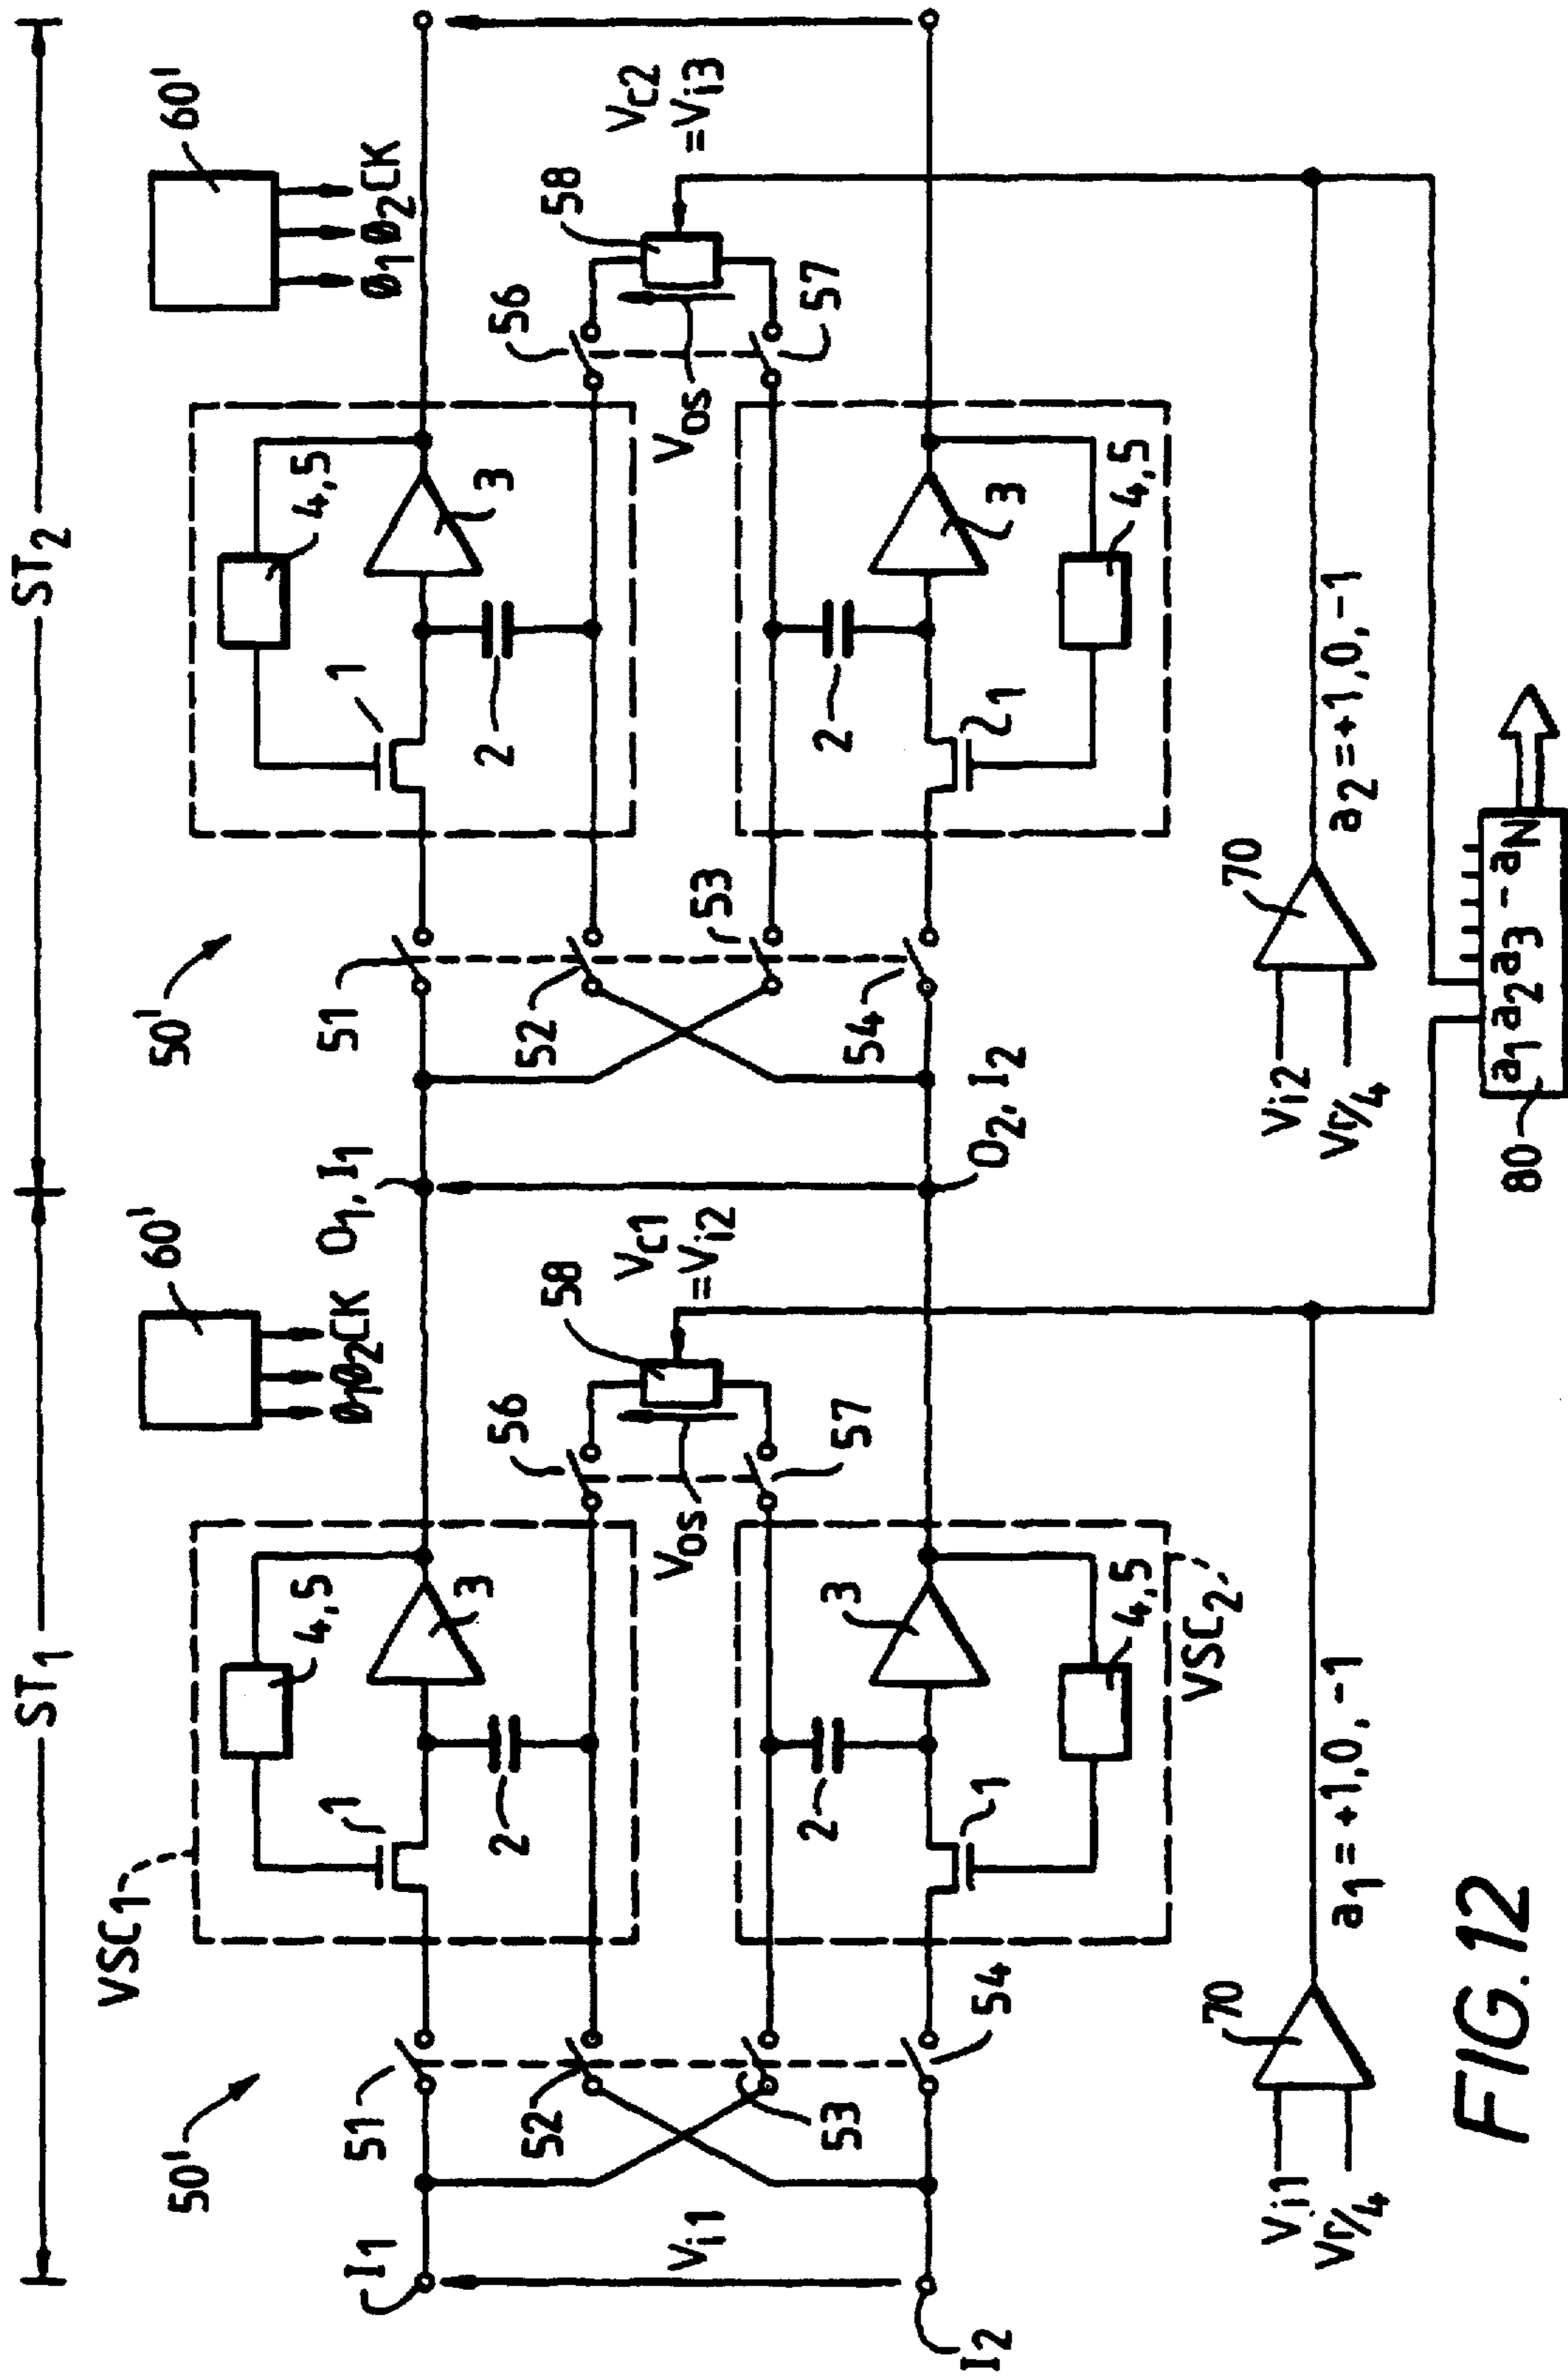 ST1
ST2
60'
60'
Ø1Ø2CK
Ø1Ø2CK
50'
50'
VSC1
4,5
4,5
O1, I1
I1
51
1
3
51
1
3
2
2
56
58
56
58
52
52
Vi1
VOS
VC1
=Vi2
VOS
VC2
=Vi3
53
2
57
53
2
57
54
1
3
54
1
3
I2
4,5
O2, I2
4,5
VSC2
70
70
Vi1
Vr/4
a1=+1,0,-1
Vi2
Vr/4
a2=+1,0,-1
80
a1a2a3-aN
FIG.12